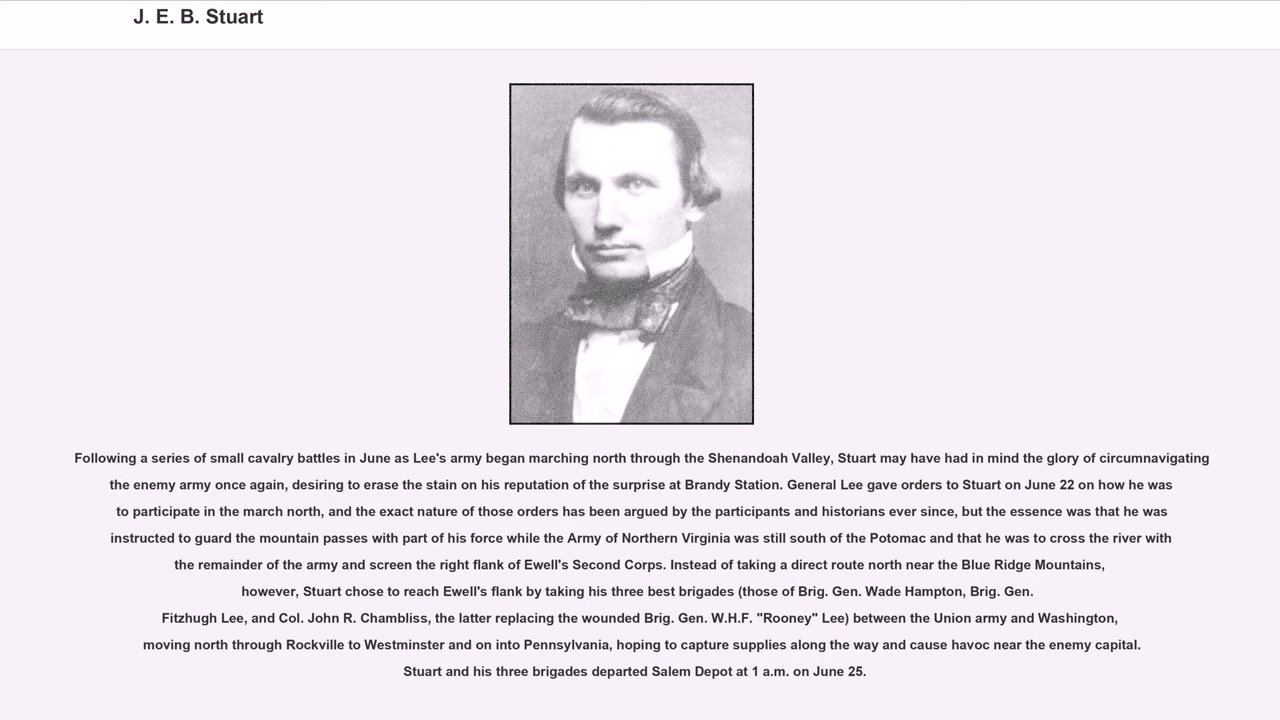 J. E. B. Stuart
Following a series of small cavalry battles in June as Lee's army began marching north through the Shenandoah Valley, Stuart may have had in mind the glory of circumnavigating
the enemy army once again, desiring to erase the stain on his reputation of the surprise at Brandy Station. General Lee gave orders to Stuart on June 22 on how he was
to participate in the march north, and the exact nature of those orders has been argued by the participants and historians ever since, but the essence was that he was
instructed to guard the mountain passes with part of his force while the Army of Northern Virginia was still south of the Potomac and that he was to cross the river with
the remainder of the army and screen the right flank of Ewell's Second Corps. Instead of taking a direct route north near the Blue Ridge Mountains,
however, Stuart chose to reach Ewell's flank by taking his three best brigades (those of Brig. Gen. Wade Hampton, Brig. Gen.
Fitzhugh Lee, and Col. John R. Chambliss, the latter replacing the wounded Brig. Gen. W.H.F. "Rooney" Lee) between the Union army and Washington,
moving north through Rockville to Westminster and on into Pennsylvania, hoping to capture supplies along the way and cause havoc near the enemy capital.
Stuart and his three brigades departed Salem Depot at 1 a.m. on June 25.